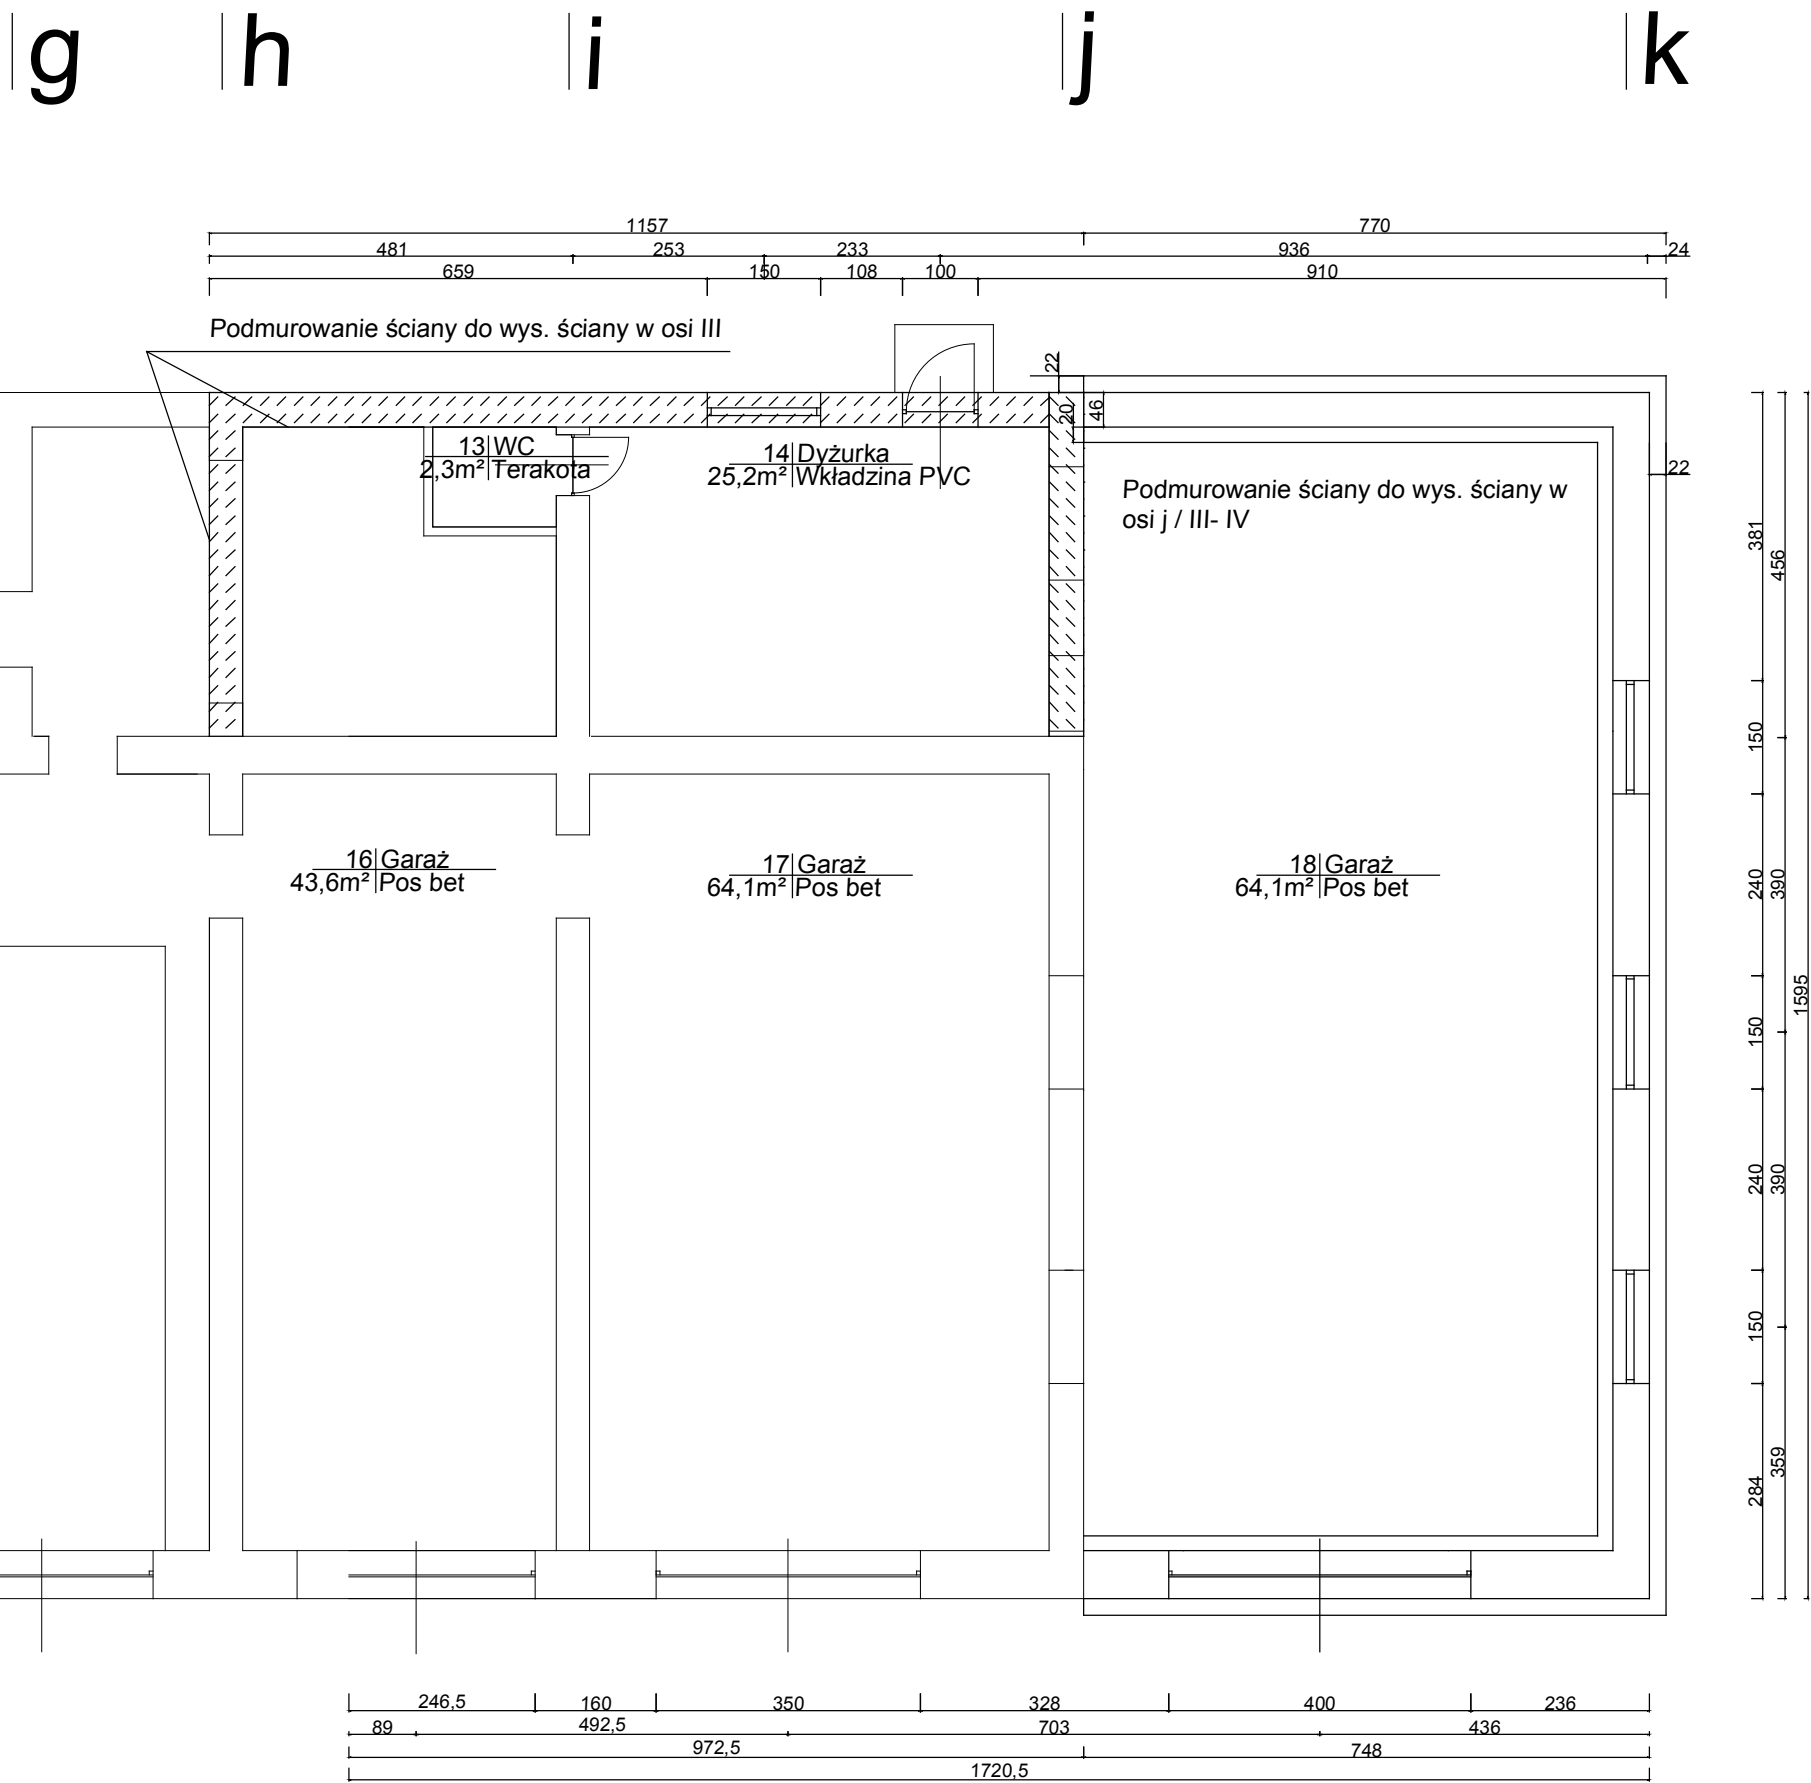 g h i j k
1157 770
481 253 233 936 24
659 150 108 100 910
Podmurowanie ściany do wys. ściany w osi III
22
20
46
13 WC
2,3m² Terakota
14 Dyżurka
25,2m² Wkładzina PVC
22
Podmurowanie ściany do wys. ściany w
osi j / III- IV
381
456
150
16 Garaż
43,6m² Pos bet
17 Garaż
64,1m² Pos bet
18 Garaż
64,1m² Pos bet
240
390
1595
150
240
390
150
359
284
246,5 160 350 328 400 236
89 492,5 703 436
972,5 748
1720,5